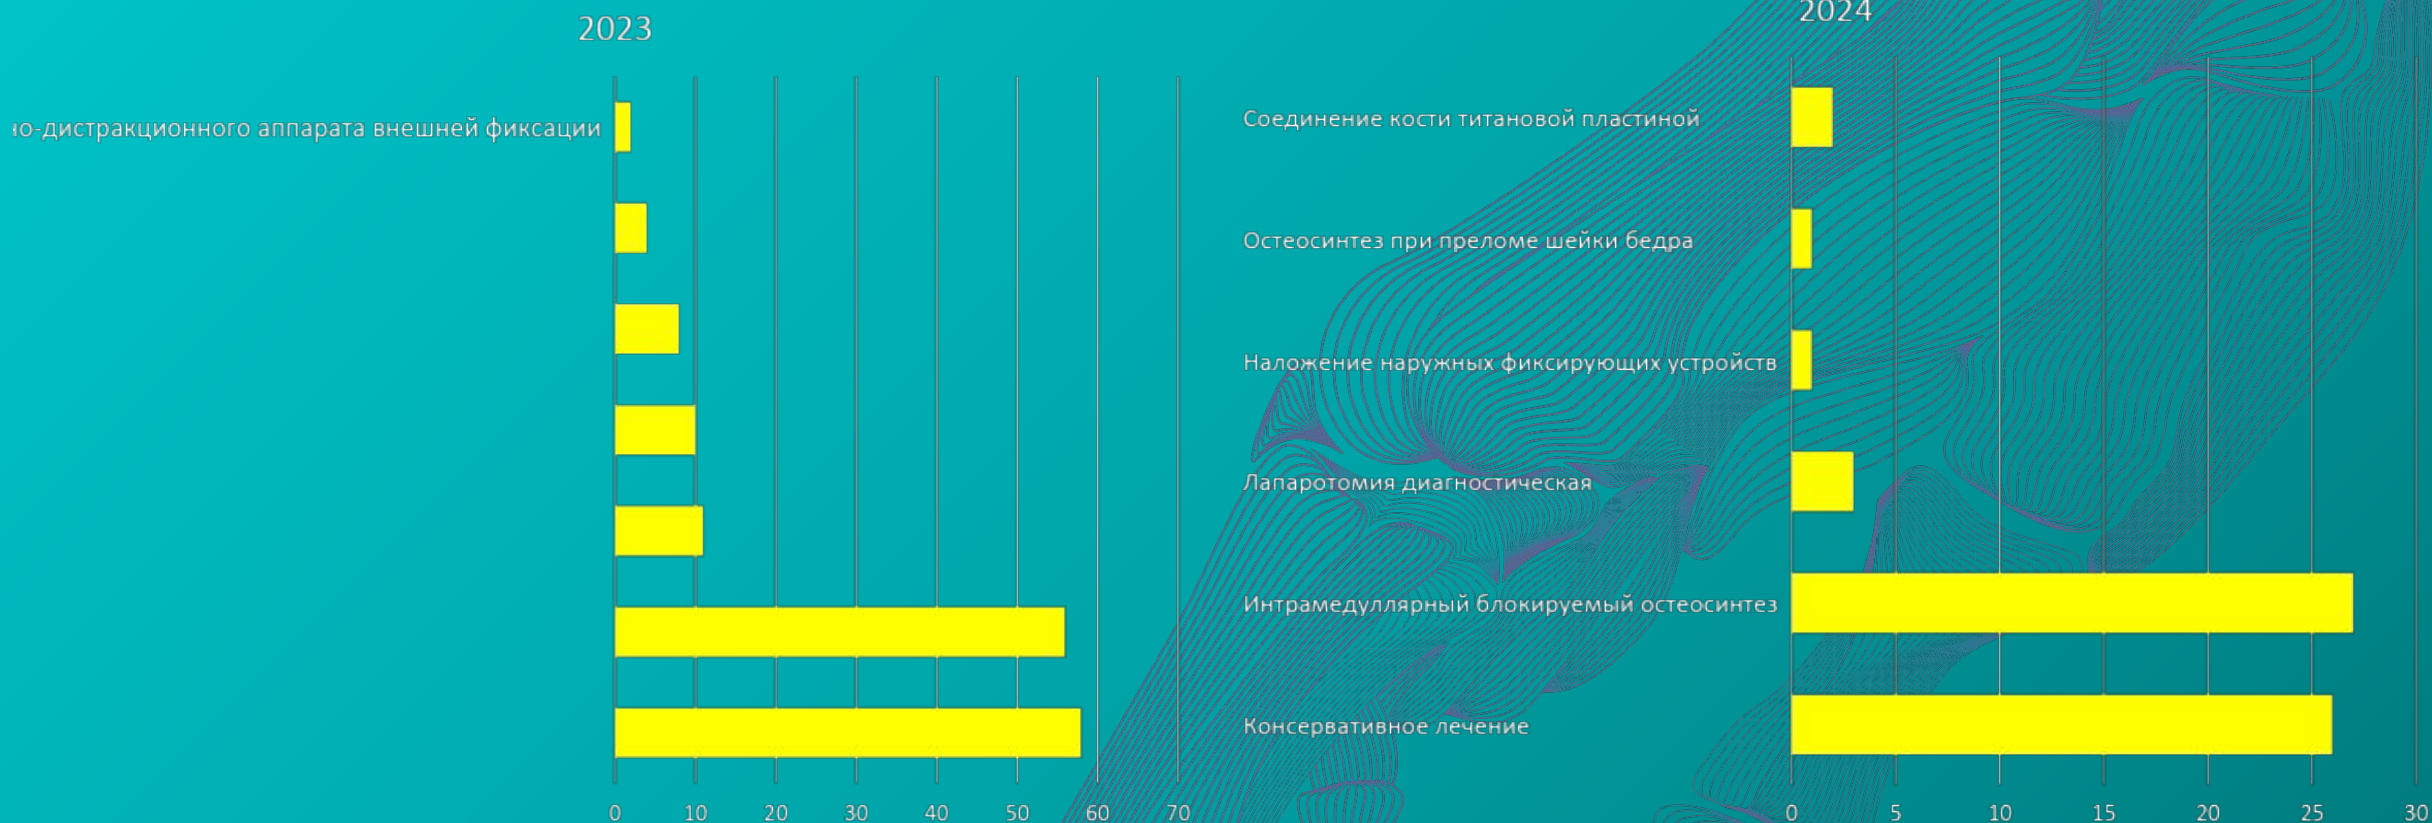 2023
о-дистракционного аппарата внешней фиксации
0 10 20 30 40 50 60 70
2024
Соединение кости титановой пластиной
Остеосинтез при преломе шейки бедра
Наложение наружных фиксирующих устройств
Лапаротомия диагностическая
Интрамедуллярный блокируемый остеосинтез
Консервативное лечение
0 5 10 15 20 25 30